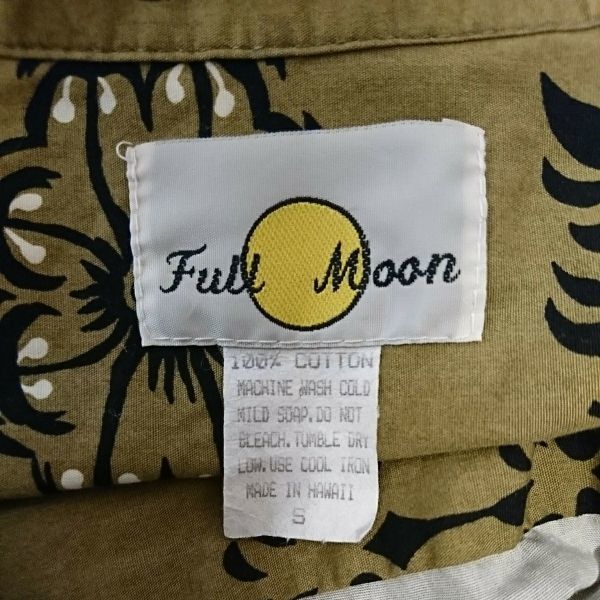 Full Moon
100% COTTON
MACHINE WASH COLD
MILD SOAP. DO NOT
BLEACH. TUMBLE DRY
LOW. USE COOL IRON
MADE IN HAWAII
S